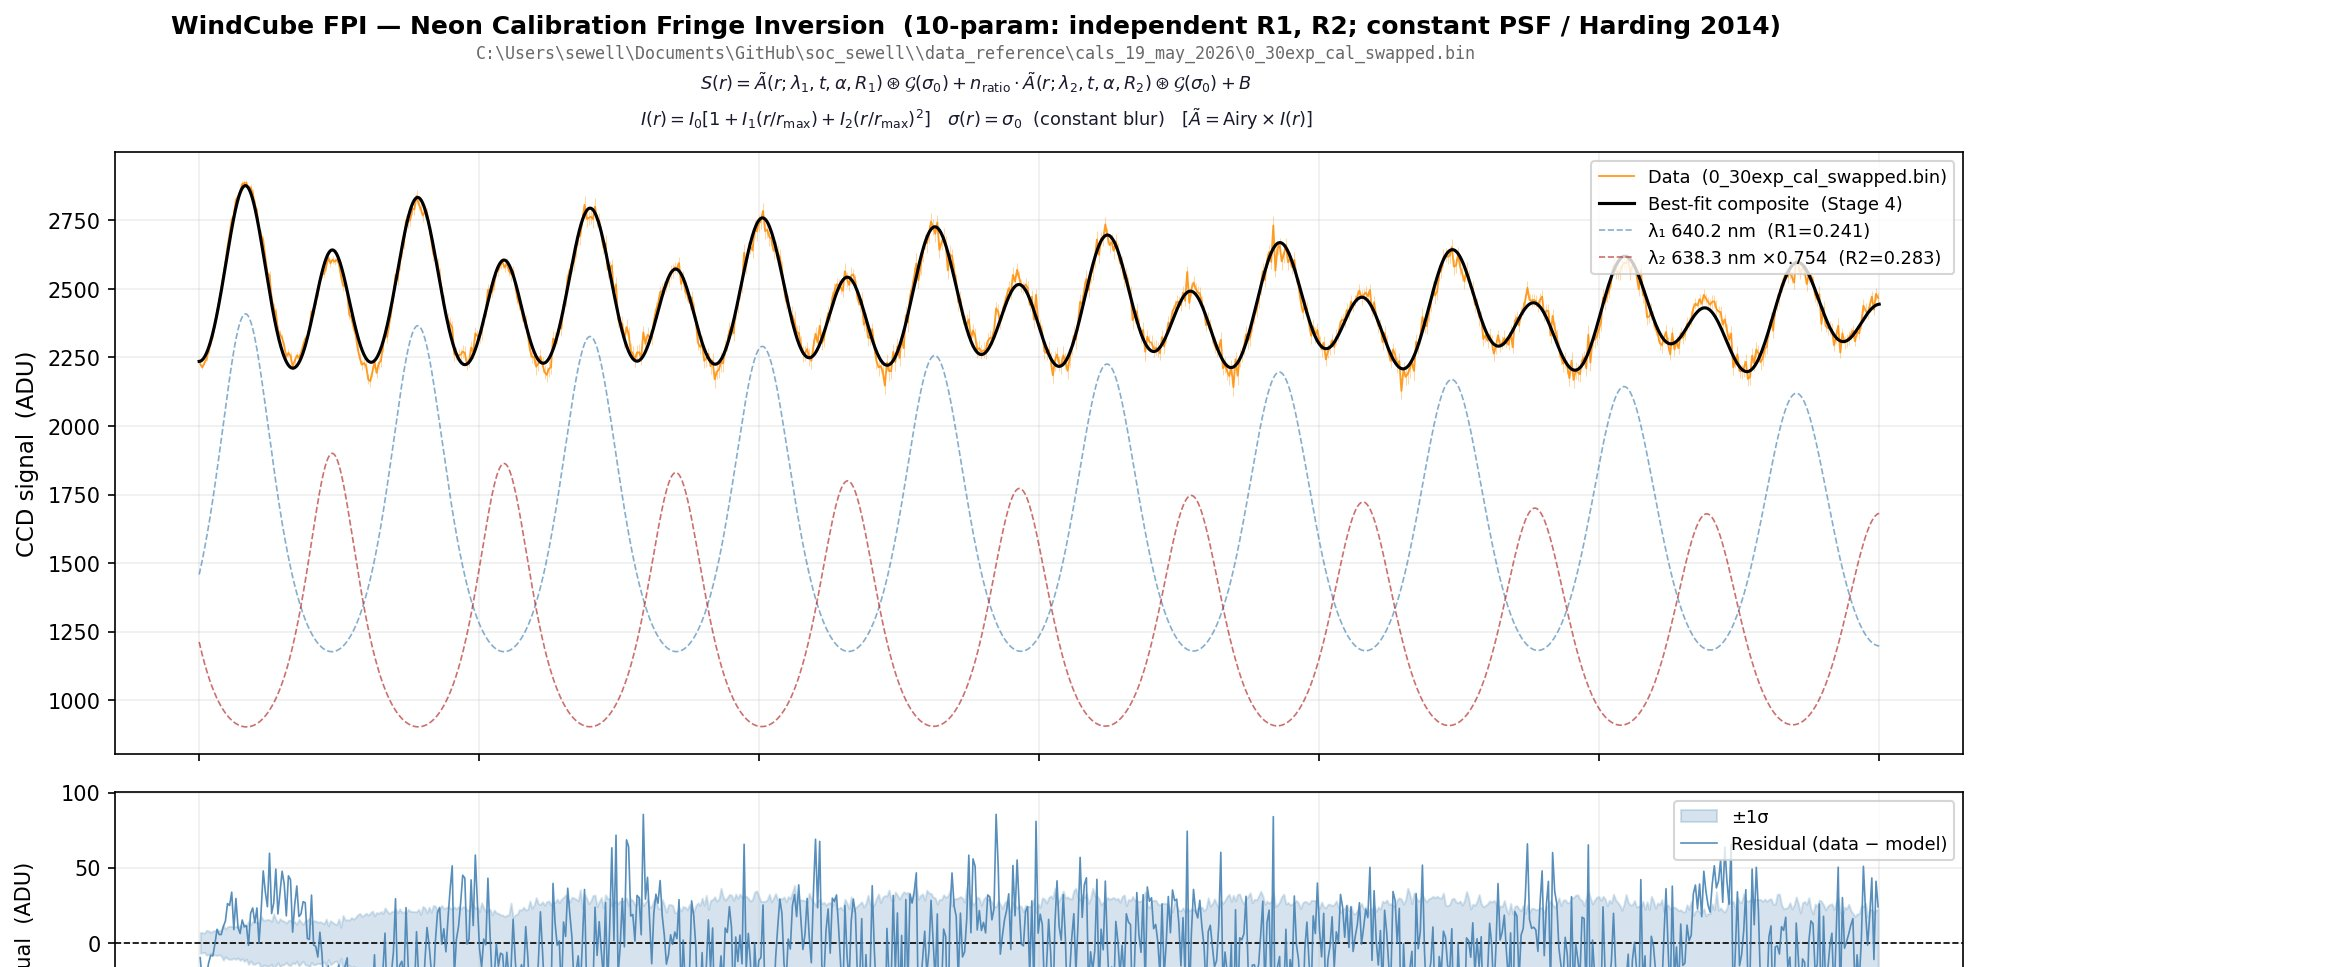 WindCube FPI — Neon Calibration Fringe Inversion (10-param: independent R1, R2; constant PSF / Harding 2014)
C:\Users\sewell\Documents\GitHub\soc_sewell\\data_reference\cals_19_may_2026\0_30exp_cal_swapped.bin
S(r) = Ã(r; λ₁, t, α, R₁) ⊛ 𝒢(σ₀) + n_ratio · Ã(r; λ₂, t, α, R₂) ⊛ 𝒢(σ₀) + B
I(r) = I₀[1 + I₁(r/r_max) + I₂(r/r_max)²] σ(r) = σ₀ (constant blur) [Ã = Airy × I(r)]
Data (0_30exp_cal_swapped.bin)
Best-fit composite (Stage 4)
λ₁ 640.2 nm (R1=0.241)
λ₂ 638.3 nm ×0.754 (R2=0.283)
CCD signal (ADU)
2750
2500
2250
2000
1750
1500
1250
1000
±1σ
Residual (data − model)
100
50
0
(ADU)